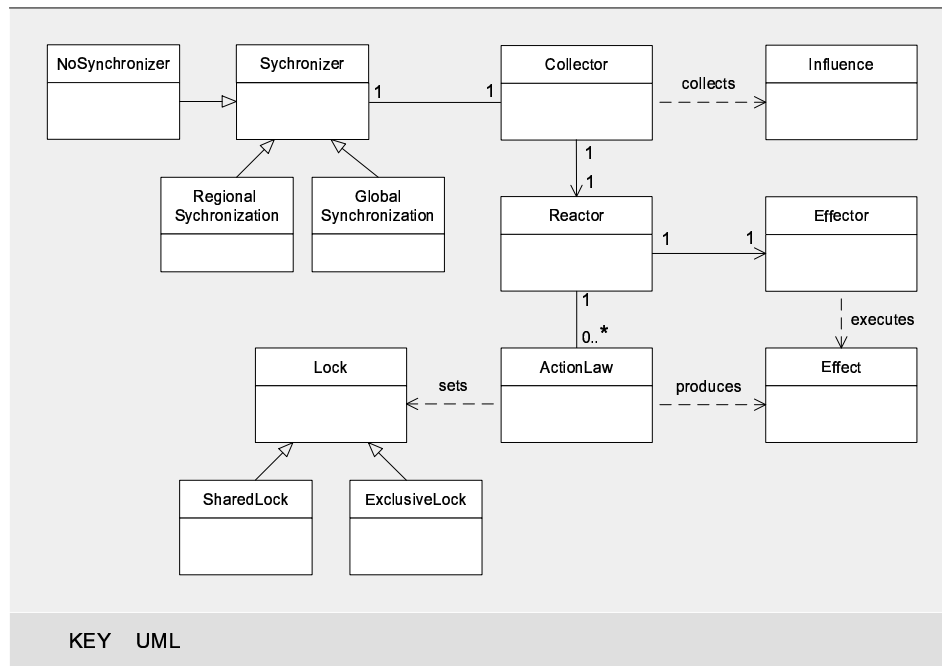 NoSynchronizer
Sychronizer
Collector
Influence
collects
1
1
1
1
Regional
Sychronization
Global
Synchronization
Reactor
Effector
1
1
1
0..*
executes
Lock
ActionLaw
Effect
sets
produces
SharedLock
ExclusiveLock
KEY UML